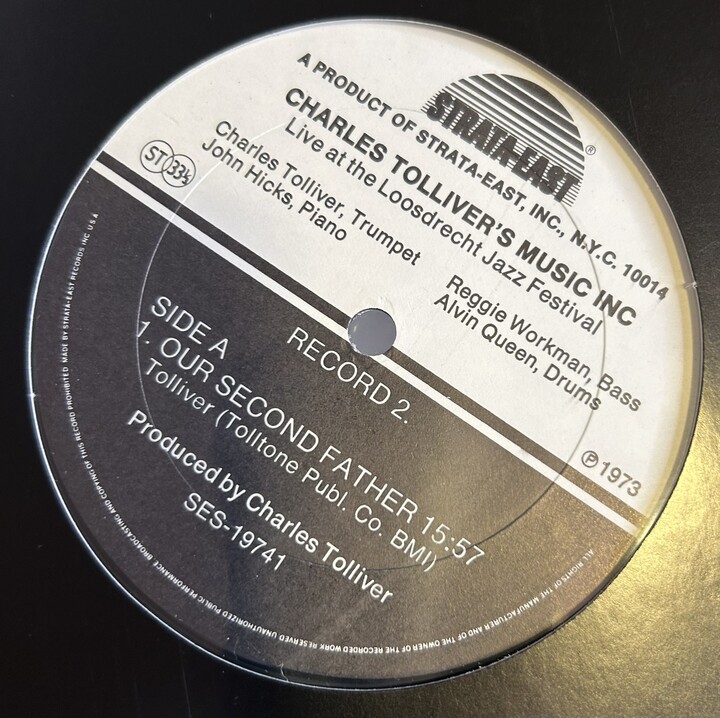 A PRODUCT OF STRATA-EAST, INC., N.Y.C. 10014
STRATA-EAST ®
CHARLES TOLLIVER'S MUSIC INC
Live at the Loosdrecht Jazz Festival
Charles Tolliver, Trumpet
John Hicks, Piano
Reggie Workman, Bass
Alvin Queen, Drums
ST 33⅓
℗ 1973
RECORD 2.
SIDE A
1. OUR SECOND FATHER 15:57
Tolliver (Tolltone Publ. Co. BMI)
Produced by Charles Tolliver
SES-19741
ALL RIGHTS OF THE MANUFACTURER AND OF THE OWNER OF THE RECORDED WORK RESERVED UNAUTHORIZED PUBLIC PERFORMANCE BROADCASTING AND COPYING OF THIS RECORD PROHIBITED MADE BY STRATA-EAST RECORDS INC USA